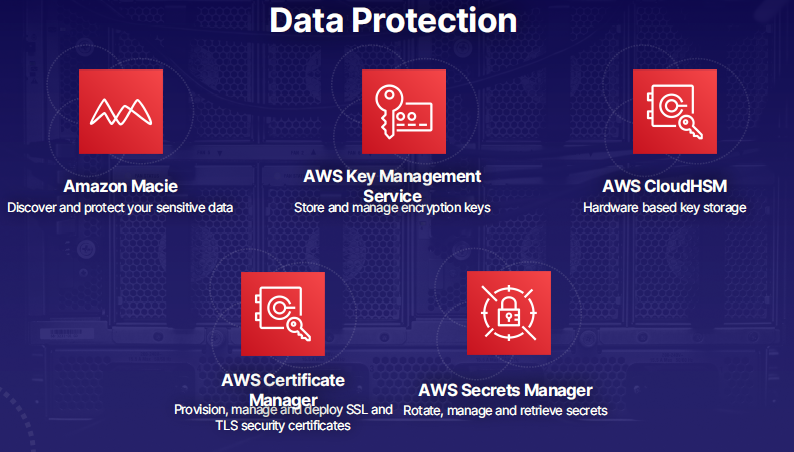 Data Protection
Amazon Macie
Discover and protect your sensitive data
AWS Key Management
Service
Store and manage encryption keys
AWS CloudHSM
Hardware based key storage
AWS Certificate
Manager
Provision, manage and deploy SSL and
TLS security certificates
AWS Secrets Manager
Rotate, manage and retrieve secrets